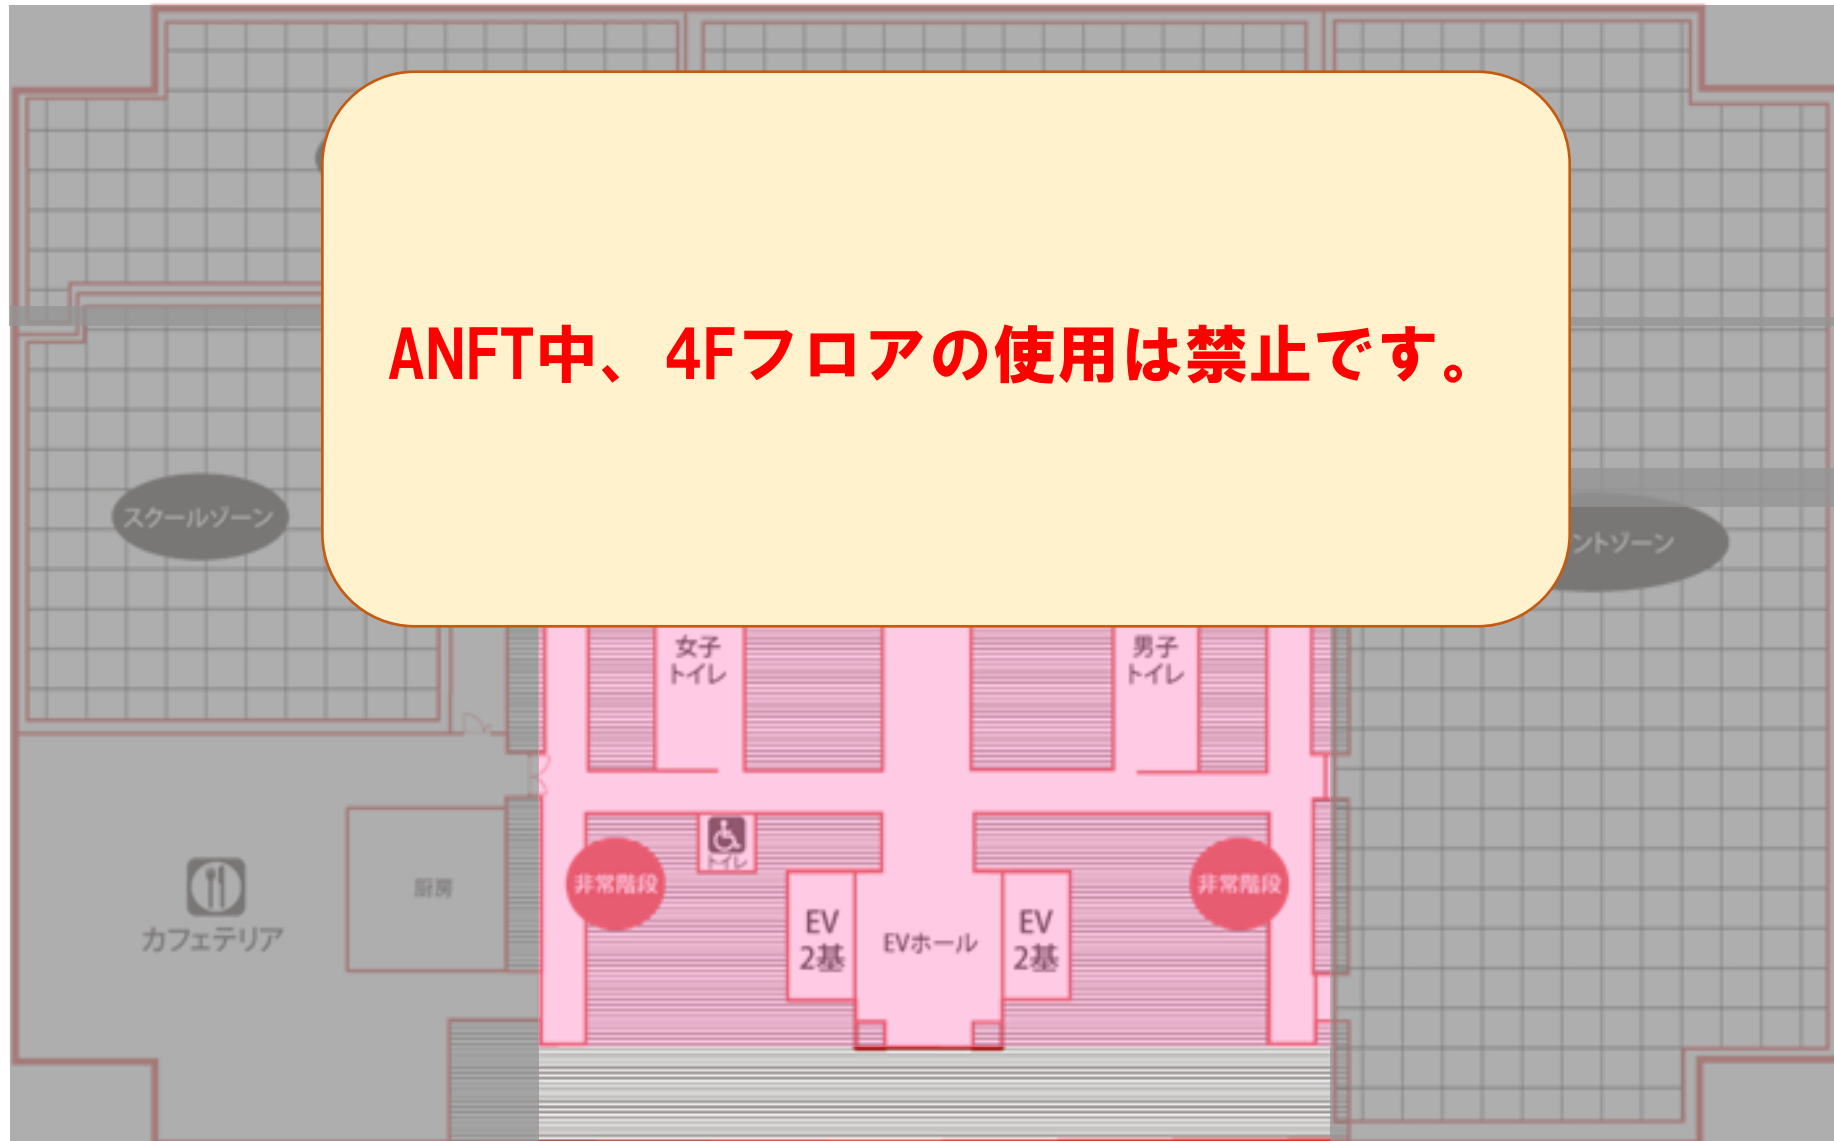 ANFT中、4Fフロアの使用は禁止です。
スクールゾーン
ントゾーン
女子
トイレ
男子
トイレ
トイレ
非常階段
非常階段
厨房
カフェテリア
EV
2基
EVホール
EV
2基